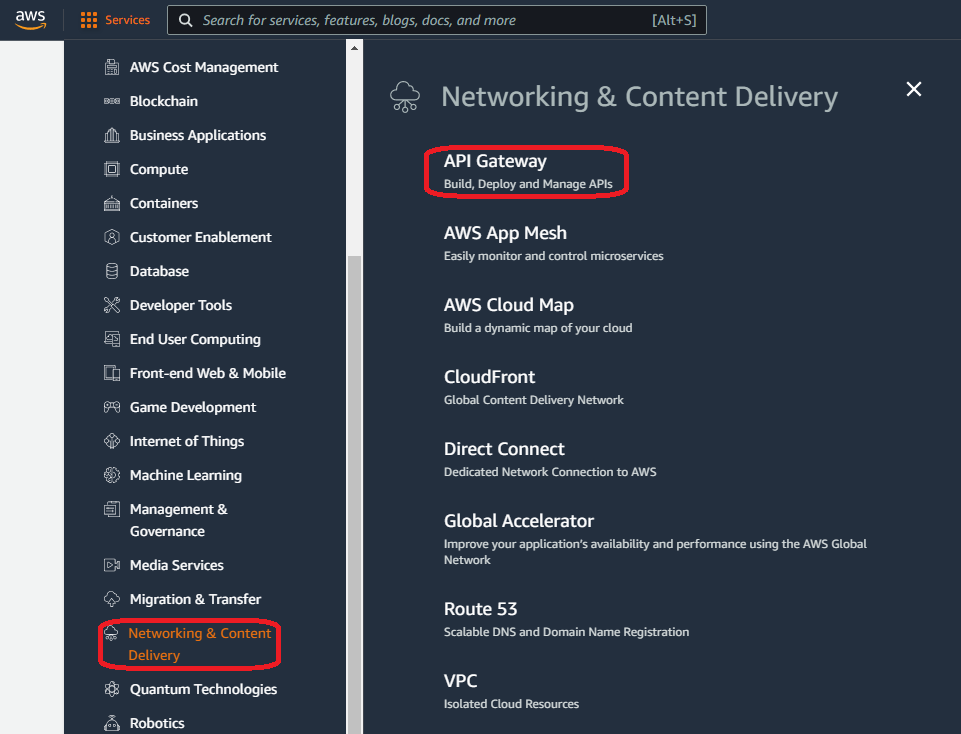 aws
Services
Search for services, features, blogs, docs, and more
[Alt+S]
AWS Cost Management
Blockchain
Business Applications
Compute
Containers
Customer Enablement
Database
Developer Tools
End User Computing
Front-end Web & Mobile
Game Development
Internet of Things
Machine Learning
Management &
Governance
Media Services
Migration & Transfer
Networking & Content
Delivery
Quantum Technologies
Robotics
Networking & Content Delivery
API Gateway
Build, Deploy and Manage APIs
AWS App Mesh
Easily monitor and control microservices
AWS Cloud Map
Build a dynamic map of your cloud
CloudFront
Global Content Delivery Network
Direct Connect
Dedicated Network Connection to AWS
Global Accelerator
Improve your application's availability and performance using the AWS Global
Network
Route 53
Scalable DNS and Domain Name Registration
VPC
Isolated Cloud Resources